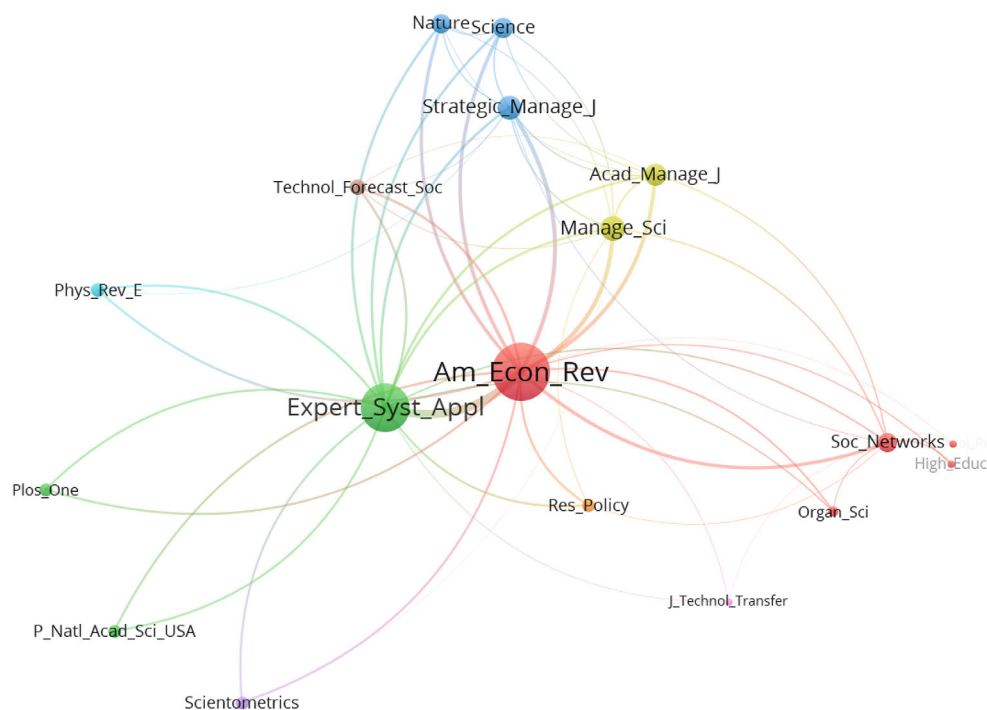 Nature
Science
Strategic_Manage_J
Acad_Manage_J
Technol_Forecast_Soc
Manage_Sci
Phys_Rev_E
Am_Econ_Rev
Expert_Syst_Appl
Soc_Networks
High_Educ
Plos_One
Res_Policy
Organ_Sci
J_Technol_Transfer
P_Natl_Acad_Sci_USA
Scientometrics